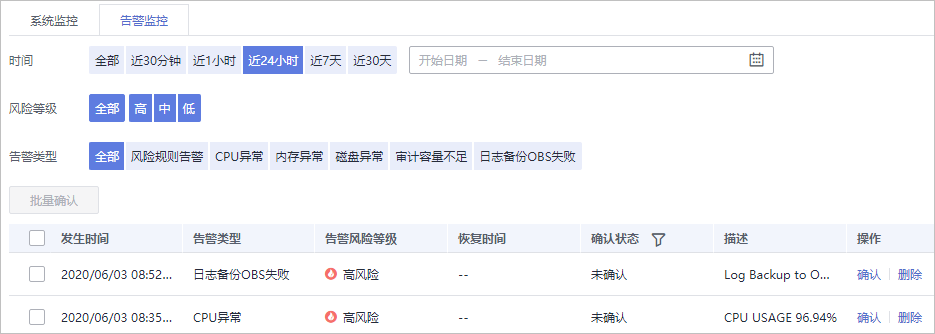 系统监控 告警监控
时间 全部 近30分钟 近1小时 近24小时 近7天 近30天 开始日期 — 结束日期
风险等级 全部 高 中 低
告警类型 全部 风险规则告警 CPU异常 内存异常 磁盘异常 审计容量不足 日志备份OBS失败
批量确认
发生时间 告警类型 告警风险等级 恢复时间 确认状态 描述 操作
2020/06/03 08:52... 日志备份OBS失败 高风险 -- 未确认 Log Backup to O... 确认 删除
2020/06/03 08:35... CPU异常 高风险 -- 未确认 CPU USAGE 96.94% 确认 删除